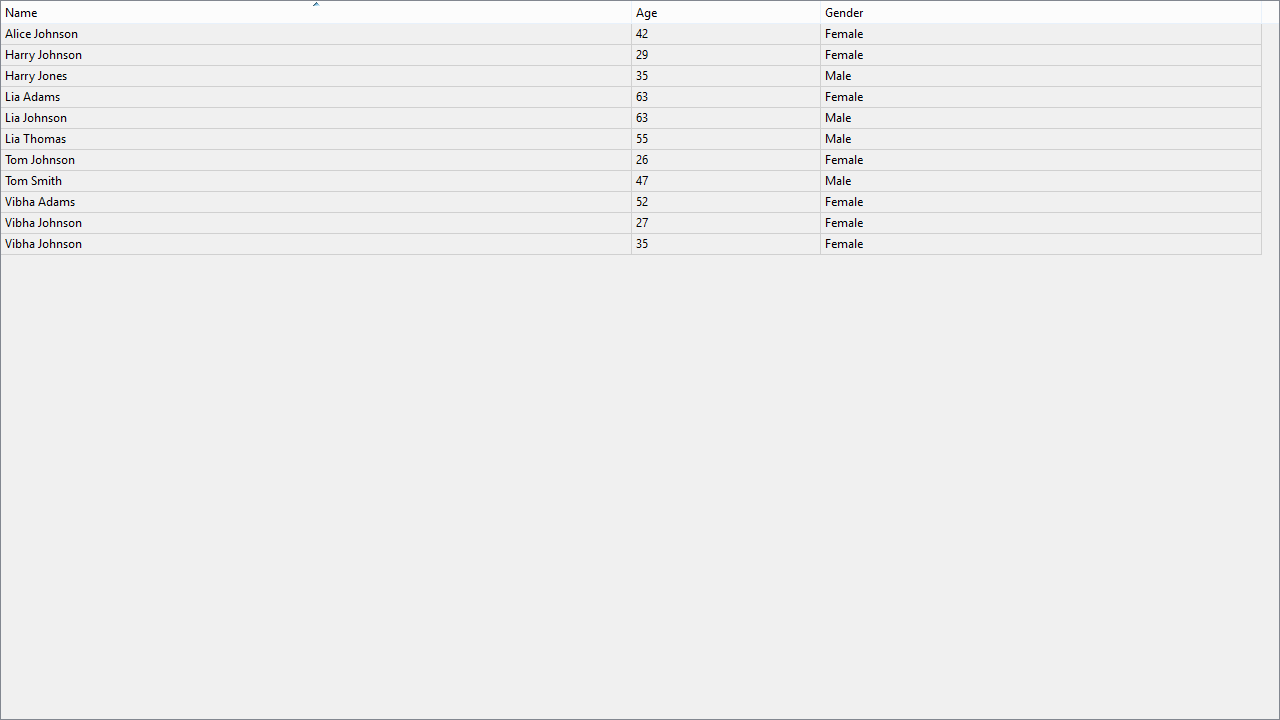 Name Age Gender
Alice Johnson 42 Female
Harry Johnson 29 Female
Harry Jones 35 Male
Lia Adams 63 Female
Lia Johnson 63 Male
Lia Thomas 55 Male
Tom Johnson 26 Female
Tom Smith 47 Male
Vibha Adams 52 Female
Vibha Johnson 27 Female
Vibha Johnson 35 Female